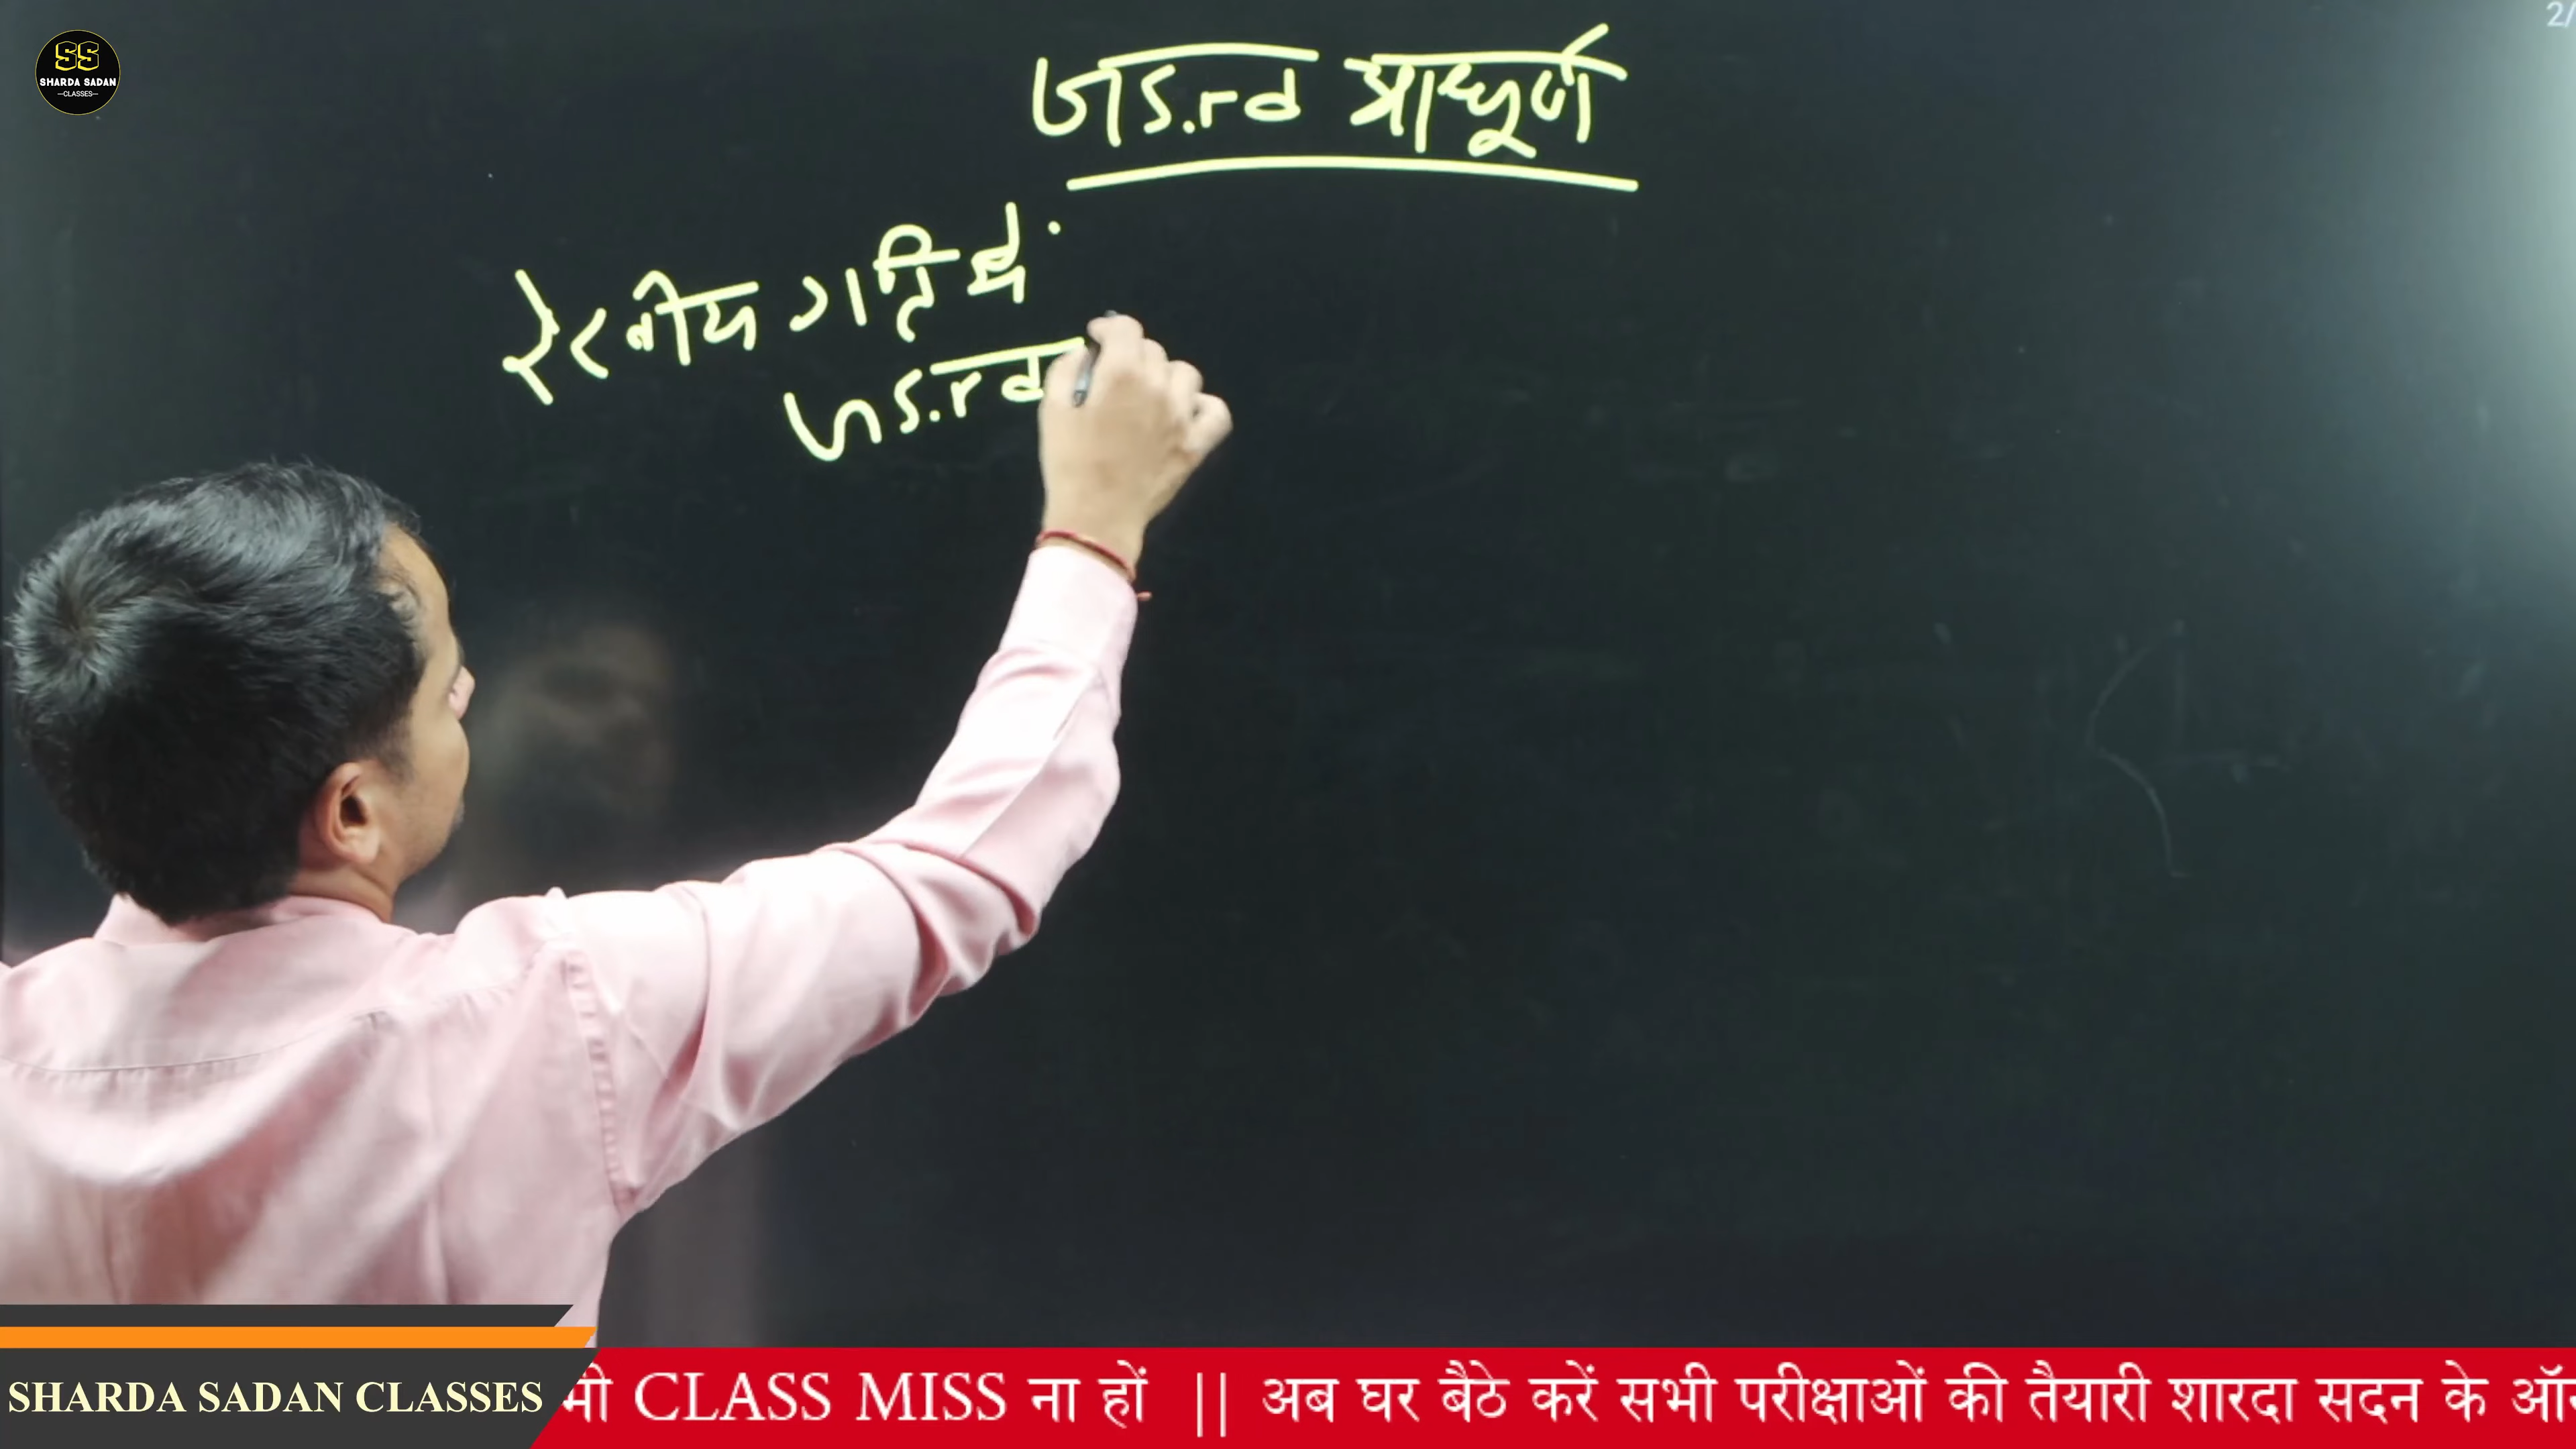 SS
SHARDA SADAN
—CLASSES—
2/
जड़त्व आघूर्ण
रेखीय गति में
जड़त्व
SHARDA SADAN CLASSES
मी CLASS MISS ना हों || अब घर बैठे करें सभी परीक्षाओं की तैयारी शारदा सदन के